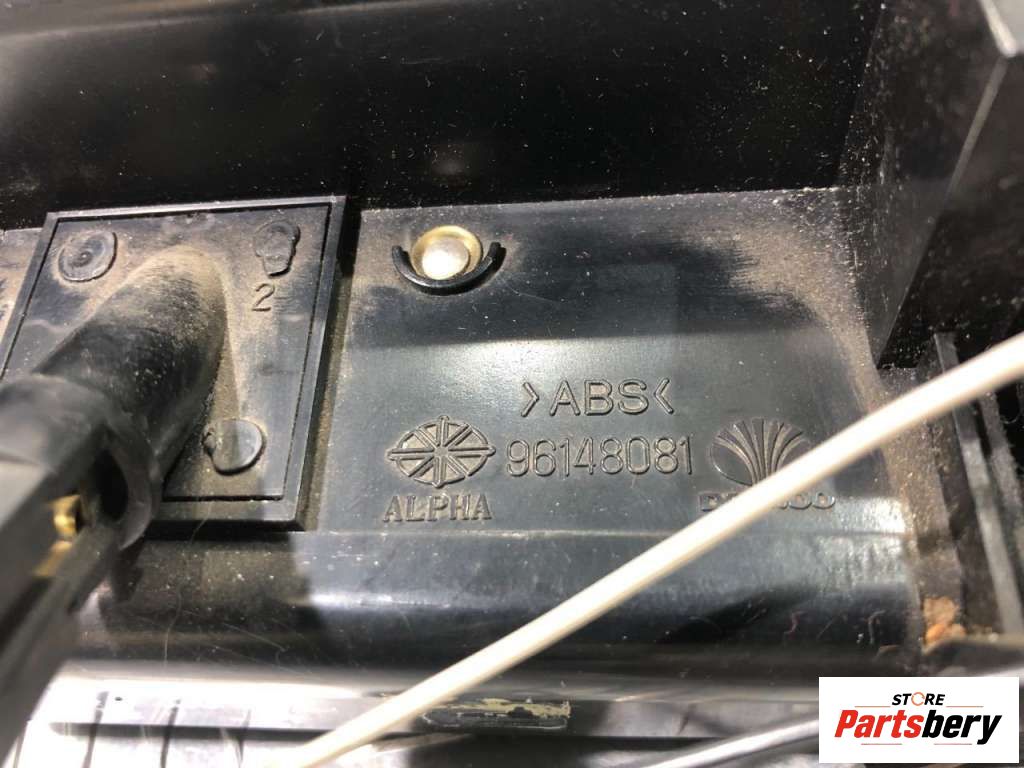 2
>ABS<
96148081
ALPHA
STORE
Partsbery